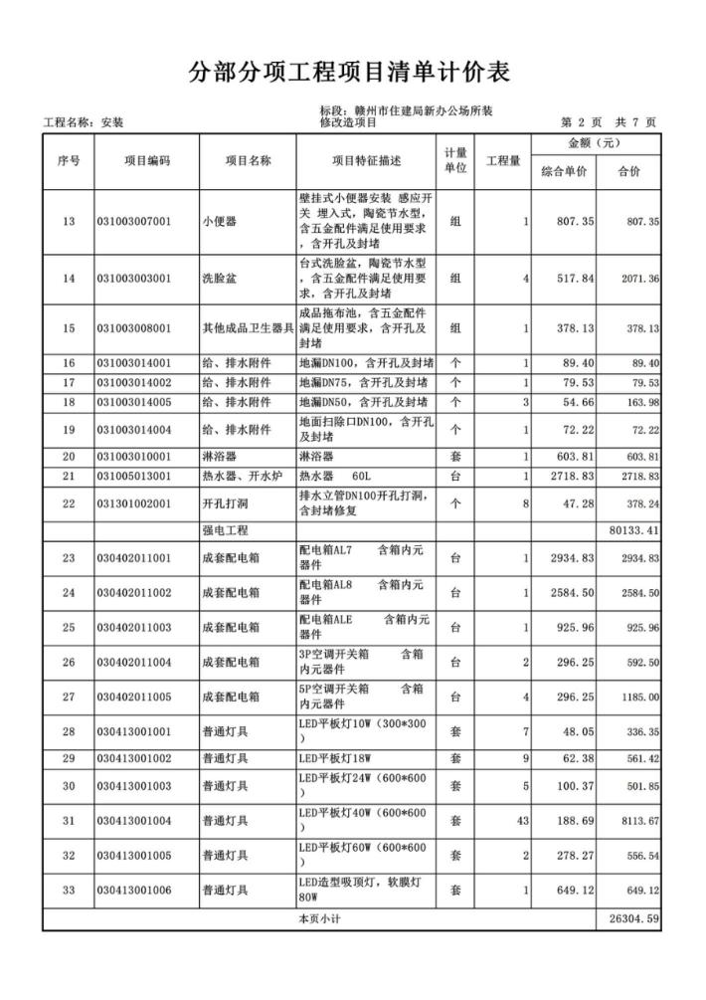 分部分项工程项目清单计价表
标段：赣州市住建局新办公场所装
工程名称：安装 修改造项目 第 2 页 共 7 页
序号 项目编码 项目名称 项目特征描述 计量单位 工程量 金额（元）
综合单价 合价
13 031003007001 小便器 壁挂式小便器安装 感应开
关 埋入式，陶瓷节水型，
含五金配件满足使用要求
，含开孔及封堵 组 1 807.35 807.35
14 031003003001 洗脸盆 台式洗脸盆，陶瓷节水型
，含五金配件满足使用要
求，含开孔及封堵 组 4 517.84 2071.36
15 031003008001 其他成品卫生器具 成品拖布池，含五金配件
满足使用要求，含开孔及
封堵 组 1 378.13 378.13
16 031003014001 给、排水附件 地漏DN100，含开孔及封堵 个 1 89.40 89.40
17 031003014002 给、排水附件 地漏DN75，含开孔及封堵 个 1 79.53 79.53
18 031003014005 给、排水附件 地漏DN50，含开孔及封堵 个 3 54.66 163.98
19 031003014004 给、排水附件 地面扫除口DN100，含开孔
及封堵 个 1 72.22 72.22
20 031003010001 淋浴器 淋浴器 套 1 603.81 603.81
21 031005013001 热水器、开水炉 热水器 60L 台 1 2718.83 2718.83
22 031301002001 开孔打洞 排水立管DN100开孔打洞，
含封堵修复 个 8 47.28 378.24
强电工程 80133.41
23 030402011001 成套配电箱 配电箱AL7 含箱内元
器件 台 1 2934.83 2934.83
24 030402011002 成套配电箱 配电箱AL8 含箱内元
器件 台 1 2584.50 2584.50
25 030402011003 成套配电箱 配电箱ALE 含箱内元
器件 台 1 925.96 925.96
26 030402011004 成套配电箱 3P空调开关箱 含箱
内元器件 台 2 296.25 592.50
27 030402011005 成套配电箱 5P空调开关箱 含箱
内元器件 台 4 296.25 1185.00
28 030413001001 普通灯具 LED平板灯10W（300*300
） 套 7 48.05 336.35
29 030413001002 普通灯具 LED平板灯18W 套 9 62.38 561.42
30 030413001003 普通灯具 LED平板灯24W（600*600
） 套 5 100.37 501.85
31 030413001004 普通灯具 LED平板灯40W（600*600
） 套 43 188.69 8113.67
32 030413001005 普通灯具 LED平板灯60W（600*600
） 套 2 278.27 556.54
33 030413001006 普通灯具 LED造型吸顶灯，软膜灯
80W 套 1 649.12 649.12
本页小计 26304.59